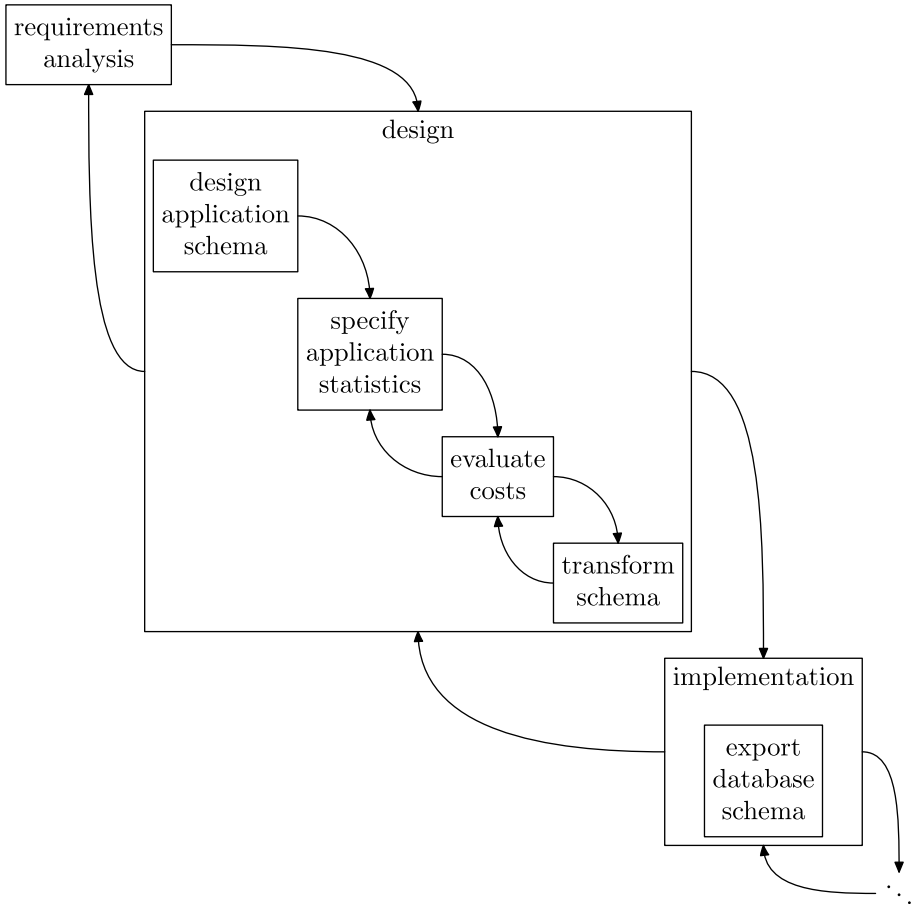 requirements
analysis
design
design
application
schema
specify
application
statistics
evaluate
costs
transform
schema
implementation
export
database
schema
⋱